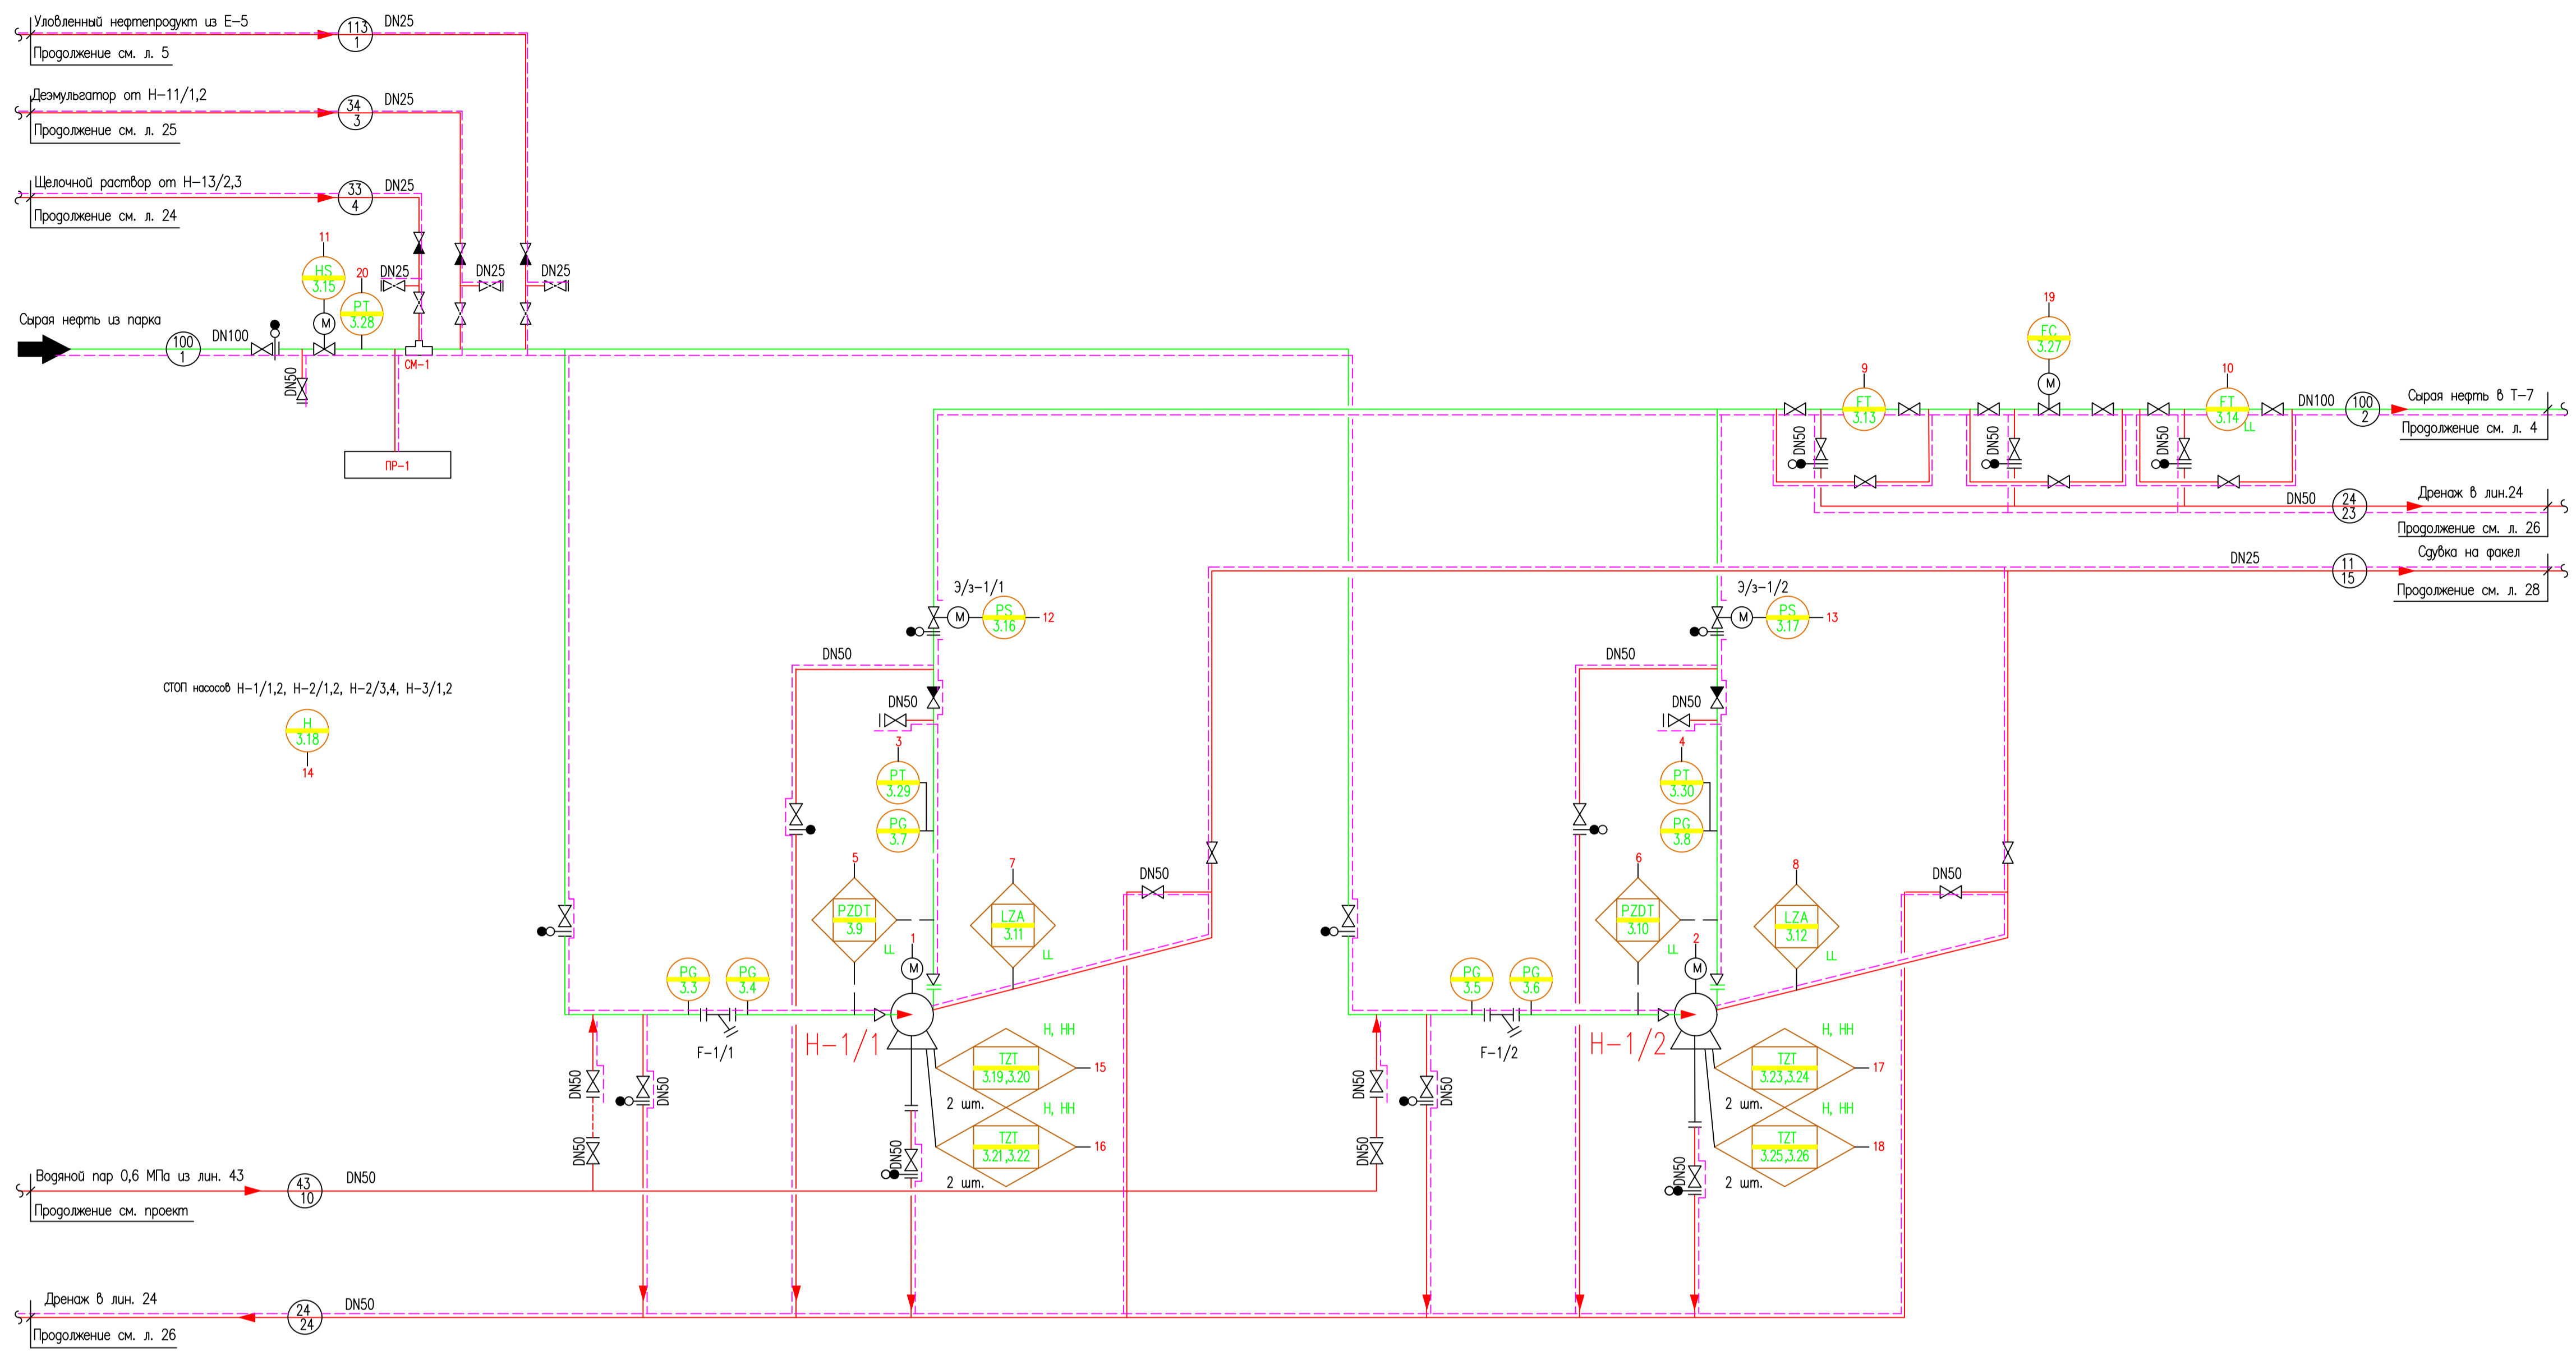 Уловленный нефтепродукт из Е-5
113
1
DN25
Продолжение см. л. 5
Деэмульгатор от Н-11/1,2
34
3
DN25
Продолжение см. л. 25
Щелочной раствор от Н-13/2,3
33
4
DN25
Продолжение см. л. 24
11
HS
3.15
20
PT
3.28
DN25
DN25
DN25
M
Сырая нефть из парка
100
1
DN100
DN50
СМ-1
ПР-1
19
FC
3.27
M
9
FT
3.13
10
FT
3.14
LL
DN100
100
2
Сырая нефть в Т-7
Продолжение см. л. 4
DN50
DN50
DN50
DN50
24
23
Дренаж в лин.24
Продолжение см. л. 26
DN25
11
15
Сдувка на факел
Продолжение см. л. 28
Э/з-1/1
M
PS
3.16
12
Э/з-1/2
M
PS
3.17
13
DN50
DN50
СТОП насосов Н-1/1,2, Н-2/1,2, Н-2/3,4, Н-3/1,2
H
3.18
14
DN50
DN50
3
PT
3.29
PG
3.7
4
PT
3.30
PG
3.8
5
PZDT
3.9
LL
7
LZA
3.11
LL
DN50
6
PZDT
3.10
LL
8
LZA
3.12
LL
DN50
1
M
2
M
PG
3.3
PG
3.4
PG
3.5
PG
3.6
F-1/1
Н-1/1
F-1/2
Н-1/2
H, HH
TZT
3.19,3.20
15
2 шт.
H, HH
TZT
3.21,3.22
16
2 шт.
H, HH
TZT
3.23,3.24
17
2 шт.
H, HH
TZT
3.25,3.26
18
2 шт.
DN50
DN50
DN50
DN50
DN50
DN50
DN50
DN50
Водяной пар 0,6 МПа из лин. 43
43
10
DN50
Продолжение см. проект
Дренаж в лин. 24
24
24
DN50
Продолжение см. л. 26